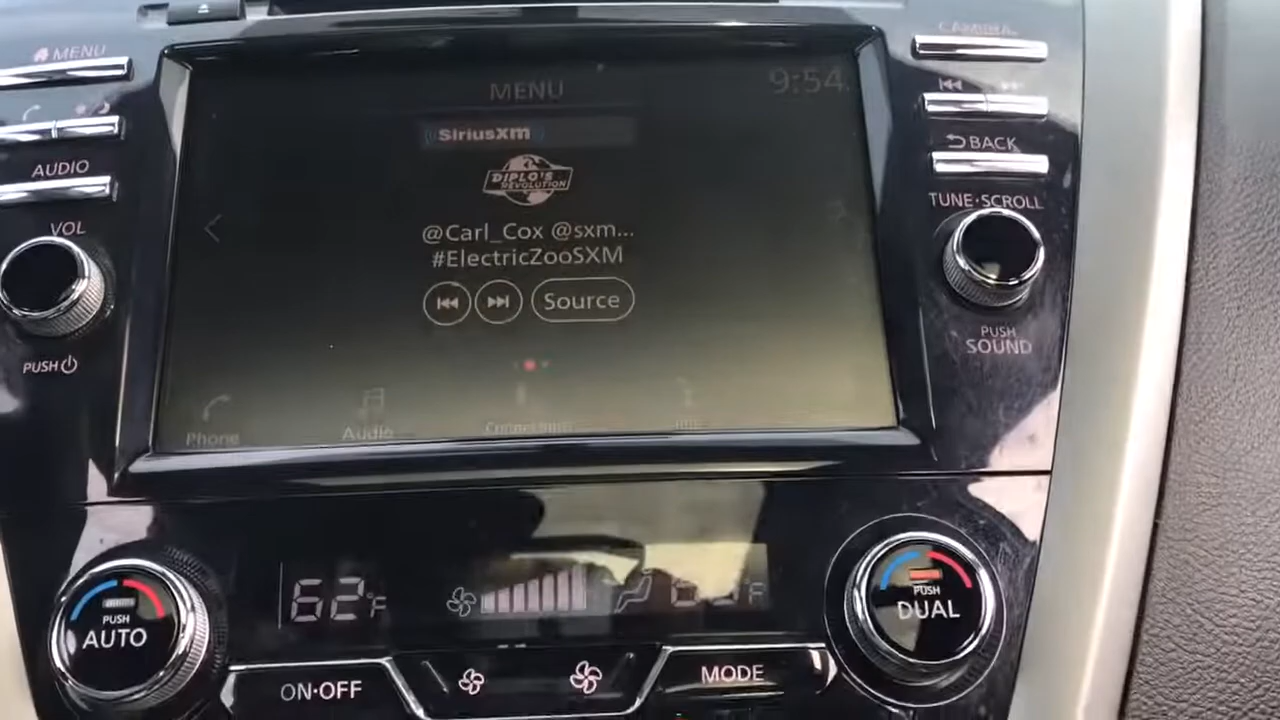 MENU
CAMERA
MENU
9:54
SiriusXM
DIPLO'S
REVOLUTION
BACK
AUDIO
TUNE•SCROLL
VOL
@Carl_Cox @sxm...
#ElectricZooSXM
Source
PUSH
SOUND
PUSH
Phone
Audio
62°F
°F
PUSH
AUTO
PUSH
DUAL
ON•OFF
MODE